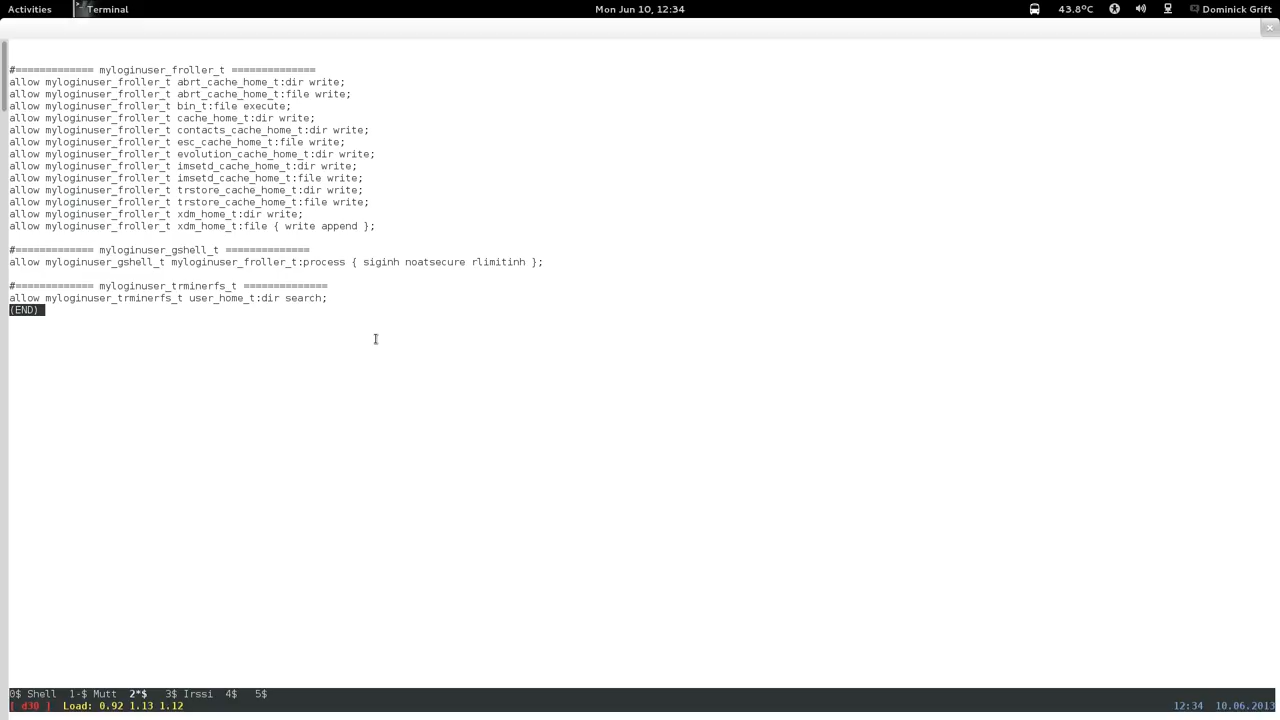 Activities Terminal Mon Jun 10, 12:34 43.8°C Dominick Grift
#============= myloginuser_froller_t ==============
allow myloginuser_froller_t abrt_cache_home_t:dir write;
allow myloginuser_froller_t abrt_cache_home_t:file write;
allow myloginuser_froller_t bin_t:file execute;
allow myloginuser_froller_t cache_home_t:dir write;
allow myloginuser_froller_t contacts_cache_home_t:dir write;
allow myloginuser_froller_t esc_cache_home_t:file write;
allow myloginuser_froller_t evolution_cache_home_t:dir write;
allow myloginuser_froller_t imsetd_cache_home_t:dir write;
allow myloginuser_froller_t imsetd_cache_home_t:file write;
allow myloginuser_froller_t trstore_cache_home_t:dir write;
allow myloginuser_froller_t trstore_cache_home_t:file write;
allow myloginuser_froller_t xdm_home_t:dir write;
allow myloginuser_froller_t xdm_home_t:file { write append };
#============= myloginuser_gshell_t ==============
allow myloginuser_gshell_t myloginuser_froller_t:process { siginh noatsecure rlimitinh };
#============= myloginuser_trminerfs_t ==============
allow myloginuser_trminerfs_t user_home_t:dir search;
(END)
0$ Shell 1-$ Mutt 2*$ 3$ Irssi 4$ 5$
[ d30 ] Load: 0.92 1.13 1.12 12:34 10.06.2013